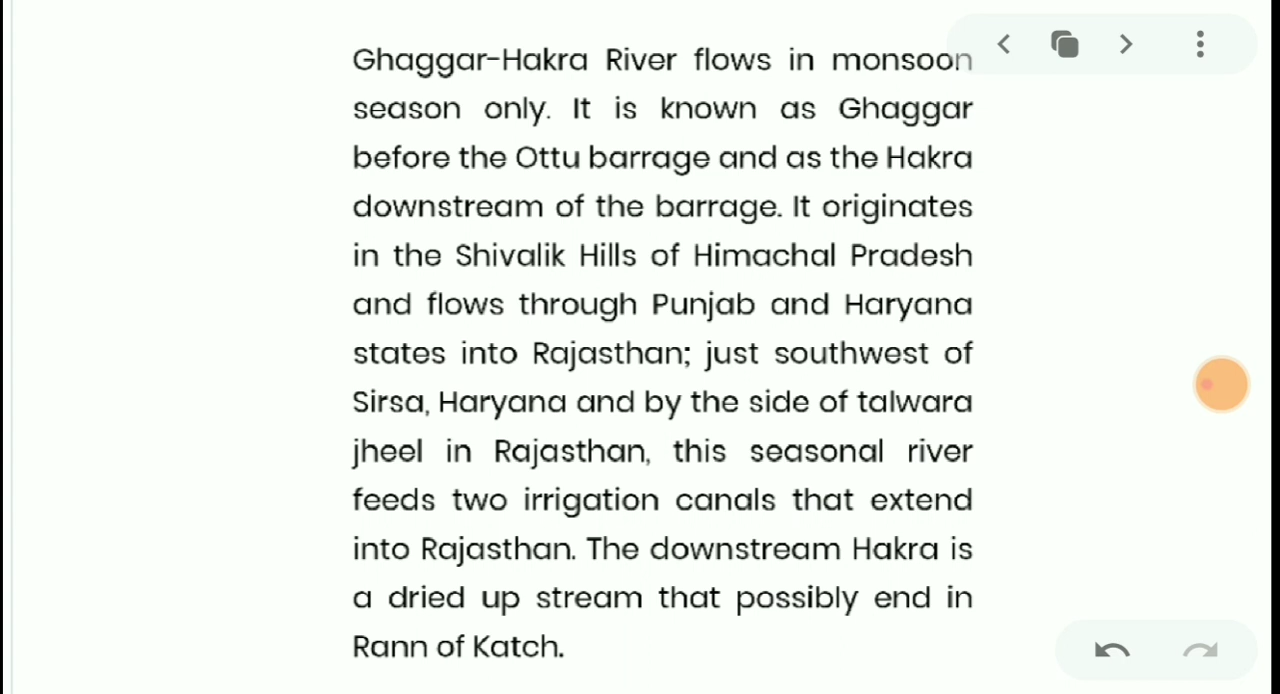 Ghaggar-Hakra River flows in monsoon
season only. It is known as Ghaggar
before the Ottu barrage and as the Hakra
downstream of the barrage. It originates
in the Shivalik Hills of Himachal Pradesh
and flows through Punjab and Haryana
states into Rajasthan; just southwest of
Sirsa, Haryana and by the side of talwara
jheel in Rajasthan, this seasonal river
feeds two irrigation canals that extend
into Rajasthan. The downstream Hakra is
a dried up stream that possibly end in
Rann of Katch.